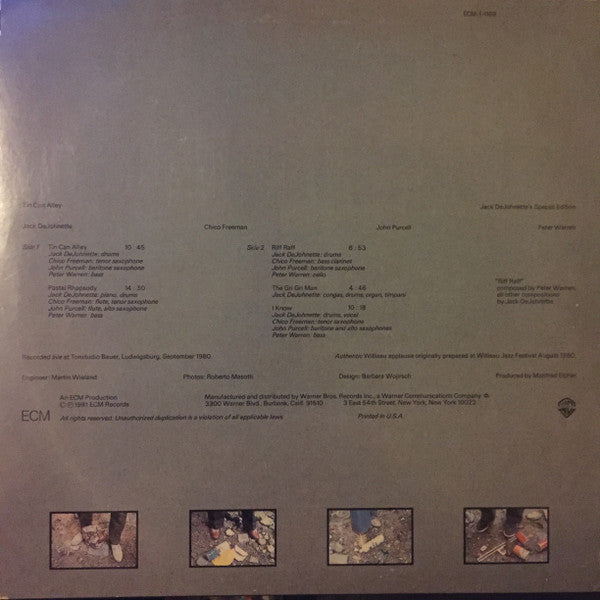 ECM-1-1189
Tin Can Alley
Jack DeJohnette's Special Edition
Jack DeJohnette
Chico Freeman
John Purcell
Peter Warren
Side 1 Tin Can Alley 10:45
Jack DeJohnette: drums
Chico Freeman: tenor saxophone
John Purcell: baritone saxophone
Peter Warren: bass
Pastel Rhapsody 14:30
Jack DeJohnette: piano, drums
Chico Freeman: flute, tenor saxophone
John Purcell: flute, alto saxophone
Peter Warren: bass
Side 2 Riff Raff 6:53
Jack DeJohnette: drums
Chico Freeman: bass clarinet
John Purcell: baritone saxophone
Peter Warren: cello
The Gri Gri Man 4:46
Jack DeJohnette: congas, drums, organ, timpani
I Know 10:18
Jack DeJohnette: drums, vocal
Chico Freeman: tenor saxophone
John Purcell: baritone and alto saxophones
Peter Warren: bass
"Riff Raff"
composed by Peter Warren,
all other compositions
by Jack DeJohnette
Recorded live at Tonstudio Bauer, Ludwigsburg, September 1980.
Authentic Willisau applause originally prepared at Willisau Jazz Festival August 1980.
Engineer: Martin Wieland
Photos: Roberto Masotti
Design: Barbara Wojirsch
Produced by Manfred Eicher
An ECM Production
©℗1981 ECM Records
Manufactured and distributed by Warner Bros. Records Inc., a Warner Communications Company
3300 Warner Blvd., Burbank, Calif. 91510 3 East 54th Street, New York, New York 10022
ECM All rights reserved. Unauthorized duplication is a violation of all applicable laws. Printed in U.S.A.